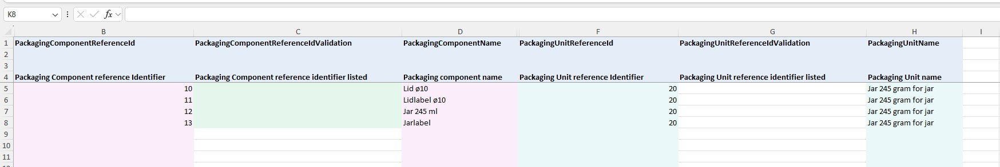 K8 fx
B C D F G H I
1 PackagingComponentReferenceId PackagingComponentReferenceIdValidation PackagingComponentName PackagingUnitReferenceId PackagingUnitReferenceIdValidation PackagingUnitName
2
3
4 Packaging Component reference Identifier Packaging Component reference identifier listed Packaging component name Packaging Unit reference Identifier Packaging Unit reference identifier listed Packaging Unit name
5 10 Lid ø10 20 Jar 245 gram for jar
6 11 Lidlabel ø10 20 Jar 245 gram for jar
7 12 Jar 245 ml 20 Jar 245 gram for jar
8 13 Jarlabel 20 Jar 245 gram for jar
9
10
11